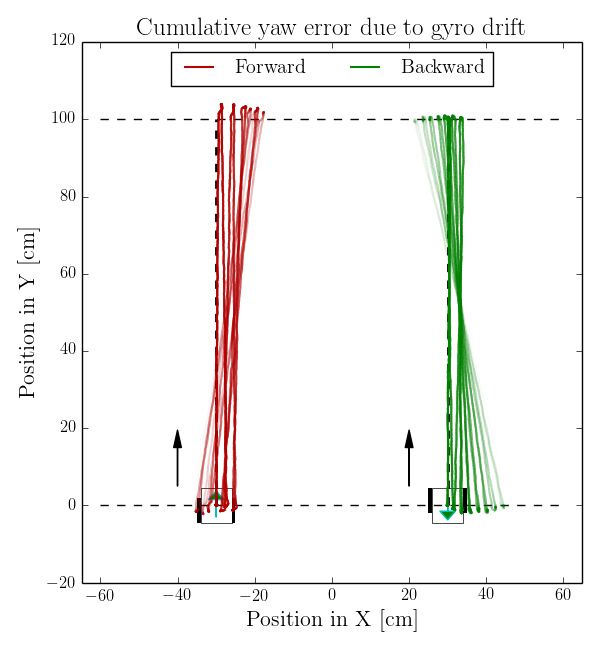 Cumulative yaw error due to gyro drift
Forward Backward
120
100
80
60
40
20
0
−20
−60 −40 −20 0 20 40 60
Position in Y [cm]
Position in X [cm]